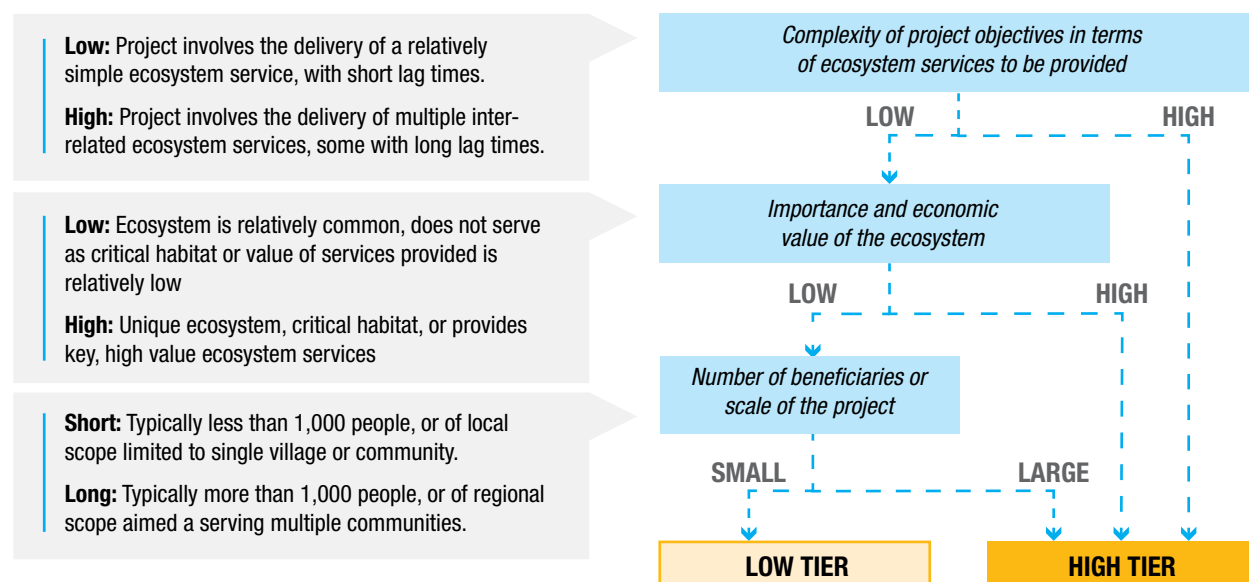 Low: Project involves the delivery of a relatively
simple ecosystem service, with short lag times.
High: Project involves the delivery of multiple inter-
related ecosystem services, some with long lag times.
Low: Ecosystem is relatively common, does not serve
as critical habitat or value of services provided is
relatively low
High: Unique ecosystem, critical habitat, or provides
key, high value ecosystem services
Short: Typically less than 1,000 people, or of local
scope limited to single village or community.
Long: Typically more than 1,000 people, or of regional
scope aimed a serving multiple communities.
Complexity of project objectives in terms
of ecosystem services to be provided
LOW
HIGH
Importance and economic
value of the ecosystem
LOW
HIGH
Number of beneficiaries or
scale of the project
SMALL
LARGE
LOW TIER
HIGH TIER